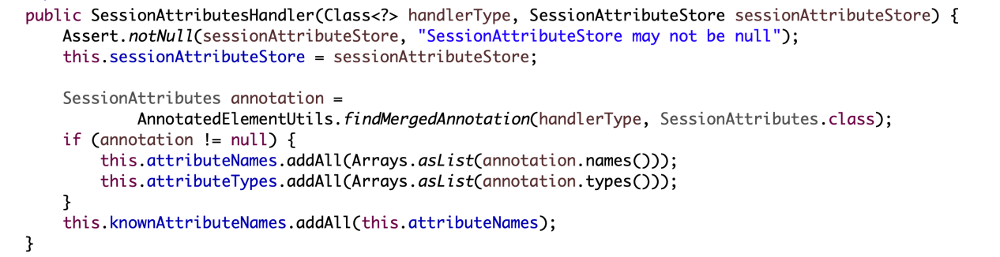 public SessionAttributesHandler(Class<?> handlerType, SessionAttributeStore sessionAttributeStore) {
Assert.notNull(sessionAttributeStore, "SessionAttributeStore may not be null");
this.sessionAttributeStore = sessionAttributeStore;
SessionAttributes annotation =
AnnotatedElementUtils.findMergedAnnotation(handlerType, SessionAttributes.class);
if (annotation != null) {
this.attributeNames.addAll(Arrays.asList(annotation.names()));
this.attributeTypes.addAll(Arrays.asList(annotation.types()));
}
this.knownAttributeNames.addAll(this.attributeNames);
}